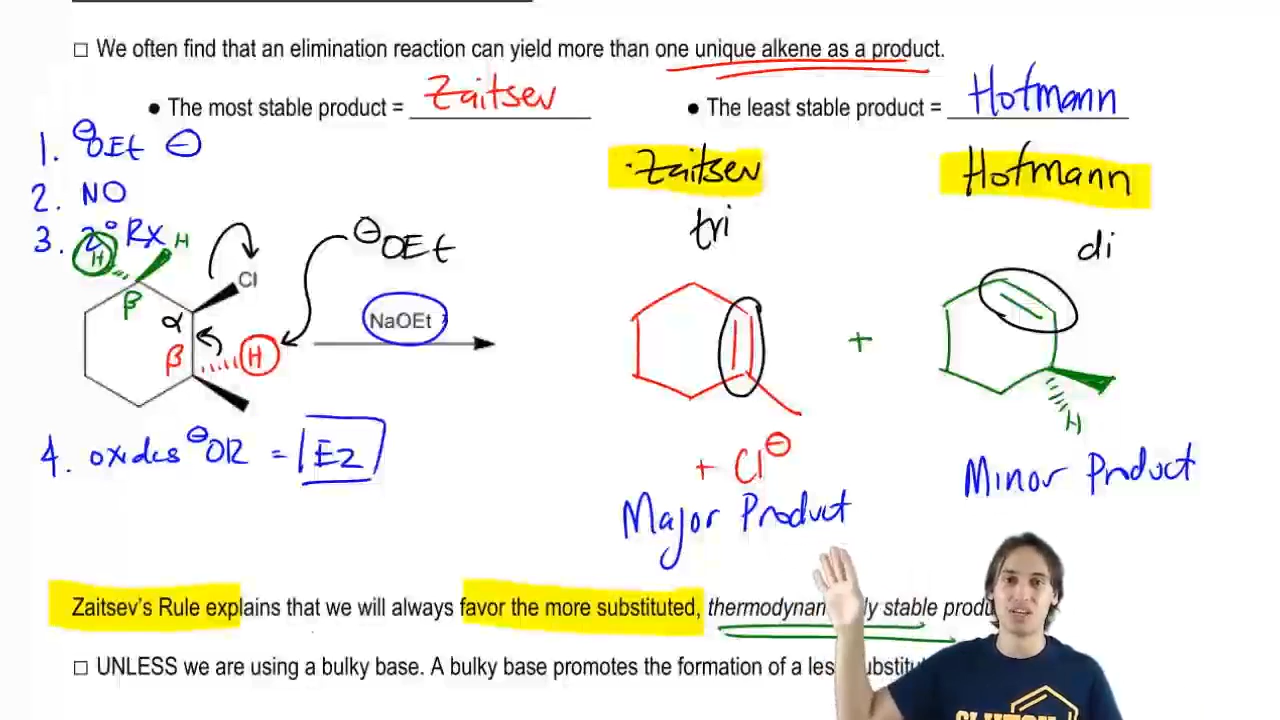 ☐ We often find that an elimination reaction can yield more than one unique alkene as a product.
● The most stable product = Zaitsev
● The least stable product = Hofmann
1. ⊖OEt ⊖
2. NO
3. 2° RX
Zaitsev
Hofmann
tri
di
H
H
Cl
⊖OEt
β
α
NaOEt
β
H
+
H
4. oxides ⊖OR = E2
+ Cl⊖
Major Product
Minor Product
Zaitsev's Rule explains that we will always favor the more substituted, 
UNLESS we are using a bulky base. A bulky base promotes the formation of a
CLUTCH